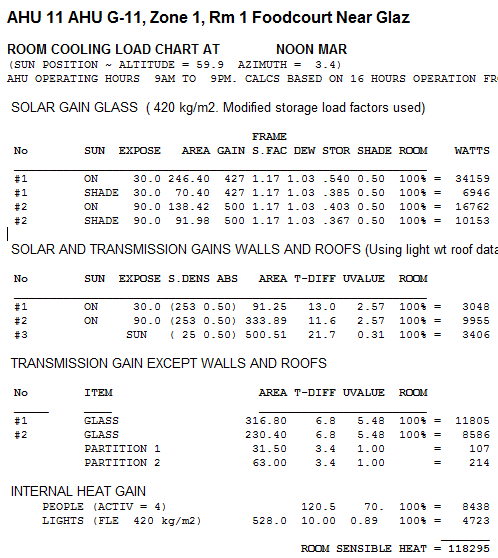 AHU 11 AHU G-11, Zone 1, Rm 1 Foodcourt Near Glaz
ROOM COOLING LOAD CHART AT NOON MAR
(SUN POSITION ~ ALTITUDE = 59.9 AZIMUTH = 3.4)
AHU OPERATING HOURS 9AM TO 9PM. CALCS BASED ON 16 HOURS OPERATION FR
SOLAR GAIN GLASS ( 420 kg/m2. Modified storage load factors used)
FRAME
No SUN EXPOSE AREA GAIN S.FAC DEW STOR SHADE ROOM WATTS
#1 ON 30.0 246.40 427 1.17 1.03 .540 0.50 100% = 34159
#1 SHADE 30.0 70.40 427 1.17 1.03 .385 0.50 100% = 6946
#2 ON 90.0 138.42 500 1.17 1.03 .403 0.50 100% = 16762
#2 SHADE 90.0 91.98 500 1.17 1.03 .367 0.50 100% = 10153
SOLAR AND TRANSMISSION GAINS WALLS AND ROOFS (Using light wt roof data
No SUN EXPOSE S.DENS ABS AREA T-DIFF UVALUE ROOM
#1 ON 30.0 (253 0.50) 91.25 13.0 2.57 100% = 3048
#2 ON 90.0 (253 0.50) 333.89 11.6 2.57 100% = 9955
#3 SUN ( 25 0.50) 500.51 21.7 0.31 100% = 3406
TRANSMISSION GAIN EXCEPT WALLS AND ROOFS
No ITEM AREA T-DIFF UVALUE ROOM
#1 GLASS 316.80 6.8 5.48 100% = 11805
#2 GLASS 230.40 6.8 5.48 100% = 8586
PARTITION 1 31.50 3.4 1.00 = 107
PARTITION 2 63.00 3.4 1.00 = 214
INTERNAL HEAT GAIN
PEOPLE (ACTIV = 4) 120.5 70. 100% = 8438
LIGHTS (FLE 420 kg/m2) 528.0 10.00 0.89 100% = 4723
ROOM SENSIBLE HEAT = 118295